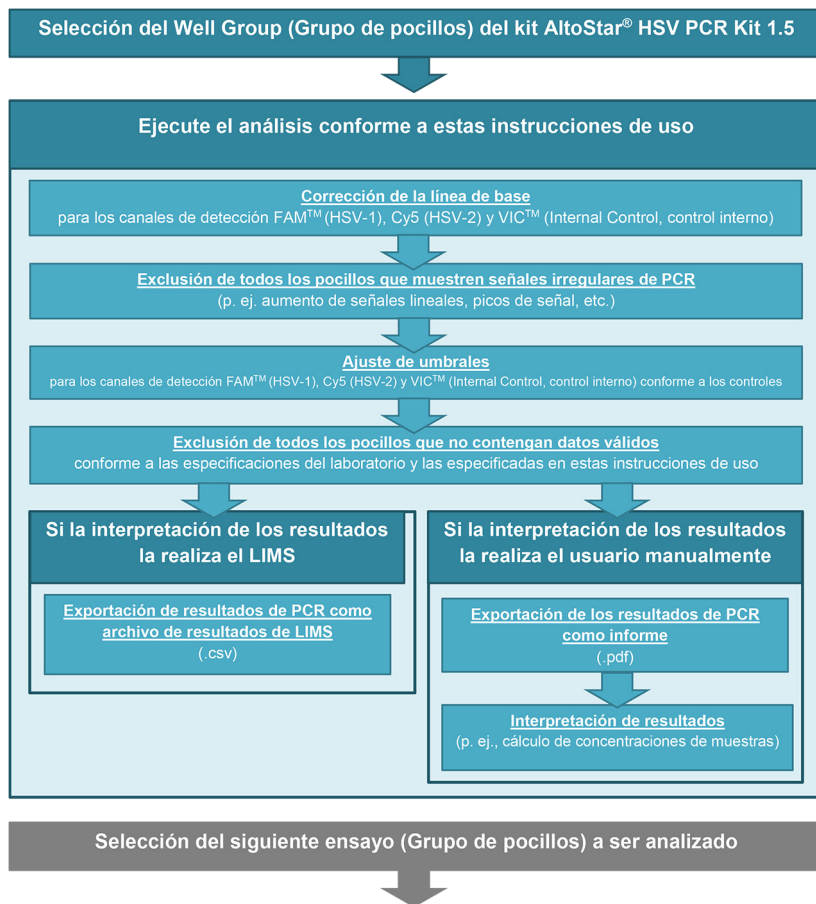 Selección del Well Group (Grupo de pocillos) del kit AltoStar® HSV PCR Kit 1.5
Ejecute el análisis conforme a estas instrucciones de uso
Corrección de la línea de base
para los canales de detección FAM™ (HSV-1), Cy5 (HSV-2) y VIC™ (Internal Control, control interno)
Exclusión de todos los pocillos que muestren señales irregulares de PCR
(p. ej. aumento de señales lineales, picos de señal, etc.)
Ajuste de umbrales
para los canales de detección FAM™ (HSV-1), Cy5 (HSV-2) y VIC™ (Internal Control, control interno) conforme a los controles
Exclusión de todos los pocillos que no contengan datos válidos
conforme a las especificaciones del laboratorio y las especificadas en estas instrucciones de uso
Si la interpretación de los resultados
la realiza el LIMS
Exportación de resultados de PCR como
archivo de resultados de LIMS
(.csv)
Si la interpretación de los resultados
la realiza el usuario manualmente
Exportación de los resultados de PCR
como informe
(.pdf)
Interpretación de resultados
(p. ej., cálculo de concentraciones de muestras)
Selección del siguiente ensayo (Grupo de pocillos) a ser analizado